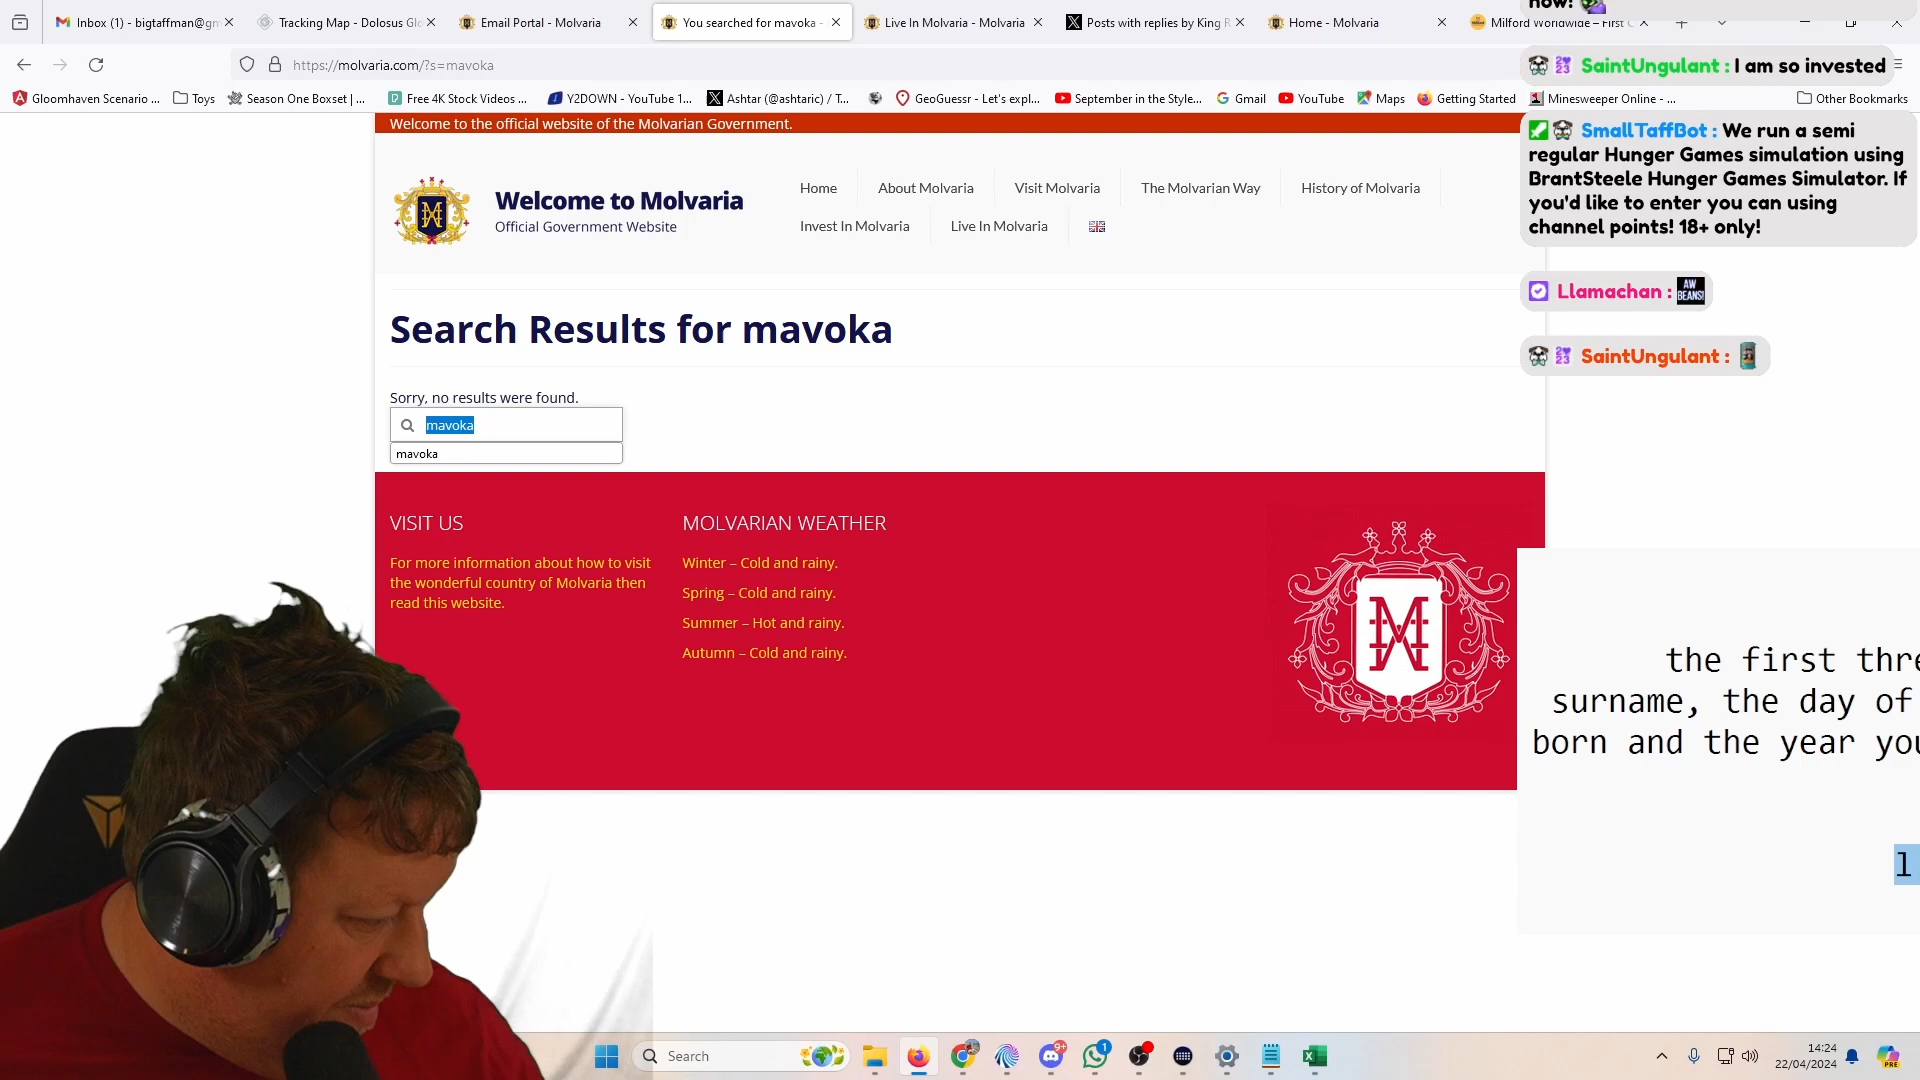 now!
Inbox (1) - bigtaffman@gm
Tracking Map - Dolosus Glo
Email Portal - Molvaria
You searched for mavoka -
Live In Molvaria - Molvaria
Posts with replies by King R
Home - Molvaria
Milford Worldwide – First C
https://molvaria.com/?s=mavoka
SaintUngulant : I am so invested
Gloomhaven Scenario ...
Toys
Season One Boxset | ...
Free 4K Stock Videos ...
Y2DOWN - YouTube 1...
Ashtar (@ashtaric) / T...
GeoGuessr - Let's expl...
September in the Style...
Gmail
YouTube
Maps
Getting Started
Minesweeper Online - ...
Other Bookmarks
Welcome to the official website of the Molvarian Government.
SmallTaffBot : We run a semi
regular Hunger Games simulation using
BrantSteele Hunger Games Simulator. If
you'd like to enter you can using
channel points! 18+ only!
Welcome to Molvaria
Official Government Website
Home
About Molvaria
Visit Molvaria
The Molvarian Way
History of Molvaria
Invest In Molvaria
Live In Molvaria
Llamachan :
AW
BEANS!
SaintUngulant :
Search Results for mavoka
Sorry, no results were found.
mavoka
mavoka
VISIT US
For more information about how to visit
the wonderful country of Molvaria then
read this website.
MOLVARIAN WEATHER
Winter – Cold and rainy.
Spring – Cold and rainy.
Summer – Hot and rainy.
Autumn – Cold and rainy.
the first thre
surname, the day of
born and the year you
l
Search
9+
1
14:24
22/04/2024
PRE